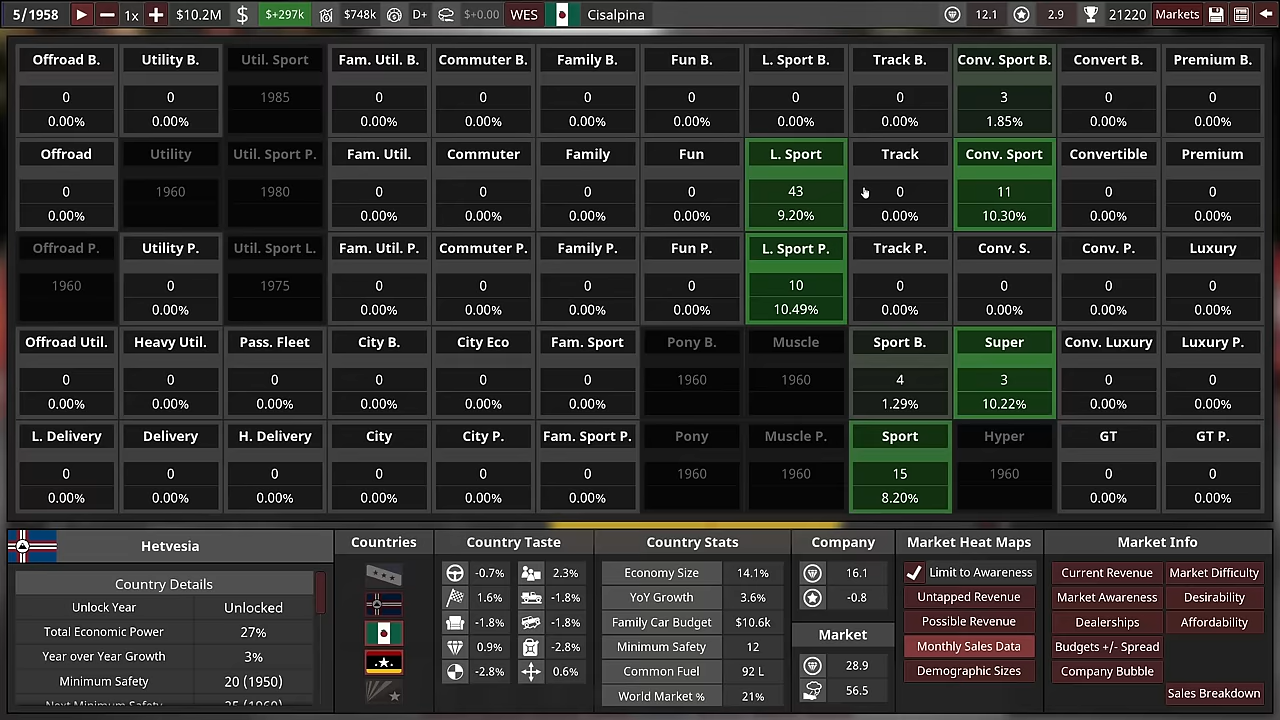 5/1958 1x $10.2M $ $+297k $748k D+ $+0.00 WES Cisalpina 12.1 2.9 21220 Markets
Offroad B. Utility B. Util. Sport Fam. Util. B. Commuter B. Family B. Fun B. L. Sport B. Track B. Conv. Sport B. Convert B. Premium B.
0 0 1985 0 0 0 0 0 0 3 0 0
0.00% 0.00% 0.00% 0.00% 0.00% 0.00% 0.00% 0.00% 1.85% 0.00% 0.00%
Offroad Utility Util. Sport P. Fam. Util. Commuter Family Fun L. Sport Track Conv. Sport Convertible Premium
0 1960 1980 0 0 0 0 43 0 11 0 0
0.00% 0.00% 0.00% 0.00% 0.00% 9.20% 0.00% 10.30% 0.00% 0.00%
Offroad P. Utility P. Util. Sport L. Fam. Util. P. Commuter P. Family P. Fun P. L. Sport P. Track P. Conv. S. Conv. P. Luxury
1960 0 1975 0 0 0 0 10 0 0 0 0
0.00% 0.00% 0.00% 0.00% 0.00% 10.49% 0.00% 0.00% 0.00% 0.00%
Offroad Util. Heavy Util. Pass. Fleet City B. City Eco Fam. Sport Pony B. Muscle Sport B. Super Conv. Luxury Luxury P.
0 0 0 0 0 0 1960 1960 4 3 0 0
0.00% 0.00% 0.00% 0.00% 0.00% 0.00% 1.29% 10.22% 0.00% 0.00%
L. Delivery Delivery H. Delivery City City P. Fam. Sport P. Pony Muscle P. Sport Hyper GT GT P.
0 0 0 0 0 0 1960 1960 15 1960 0 0
0.00% 0.00% 0.00% 0.00% 0.00% 0.00% 8.20% 0.00% 0.00%
Hetvesia
Country Details
Unlock Year Unlocked
Total Economic Power 27%
Year over Year Growth 3%
Minimum Safety 20 (1950)
Next Minimum Safety 25 (1960)
Countries
Country Taste
-0.7% 2.3%
1.6% -1.8%
-1.8% -1.8%
0.9% -2.8%
-2.8% 0.6%
Country Stats
Economy Size 14.1%
YoY Growth 3.6%
Family Car Budget $10.6k
Minimum Safety 12
Common Fuel 92 L
World Market % 21%
Company
16.1
-0.8
Market
28.9
56.5
Market Heat Maps
Limit to Awareness
Untapped Revenue
Possible Revenue
Monthly Sales Data
Demographic Sizes
Market Info
Current Revenue Market Difficulty
Market Awareness Desirability
Dealerships Affordability
Budgets +/- Spread
Company Bubble
Sales Breakdown